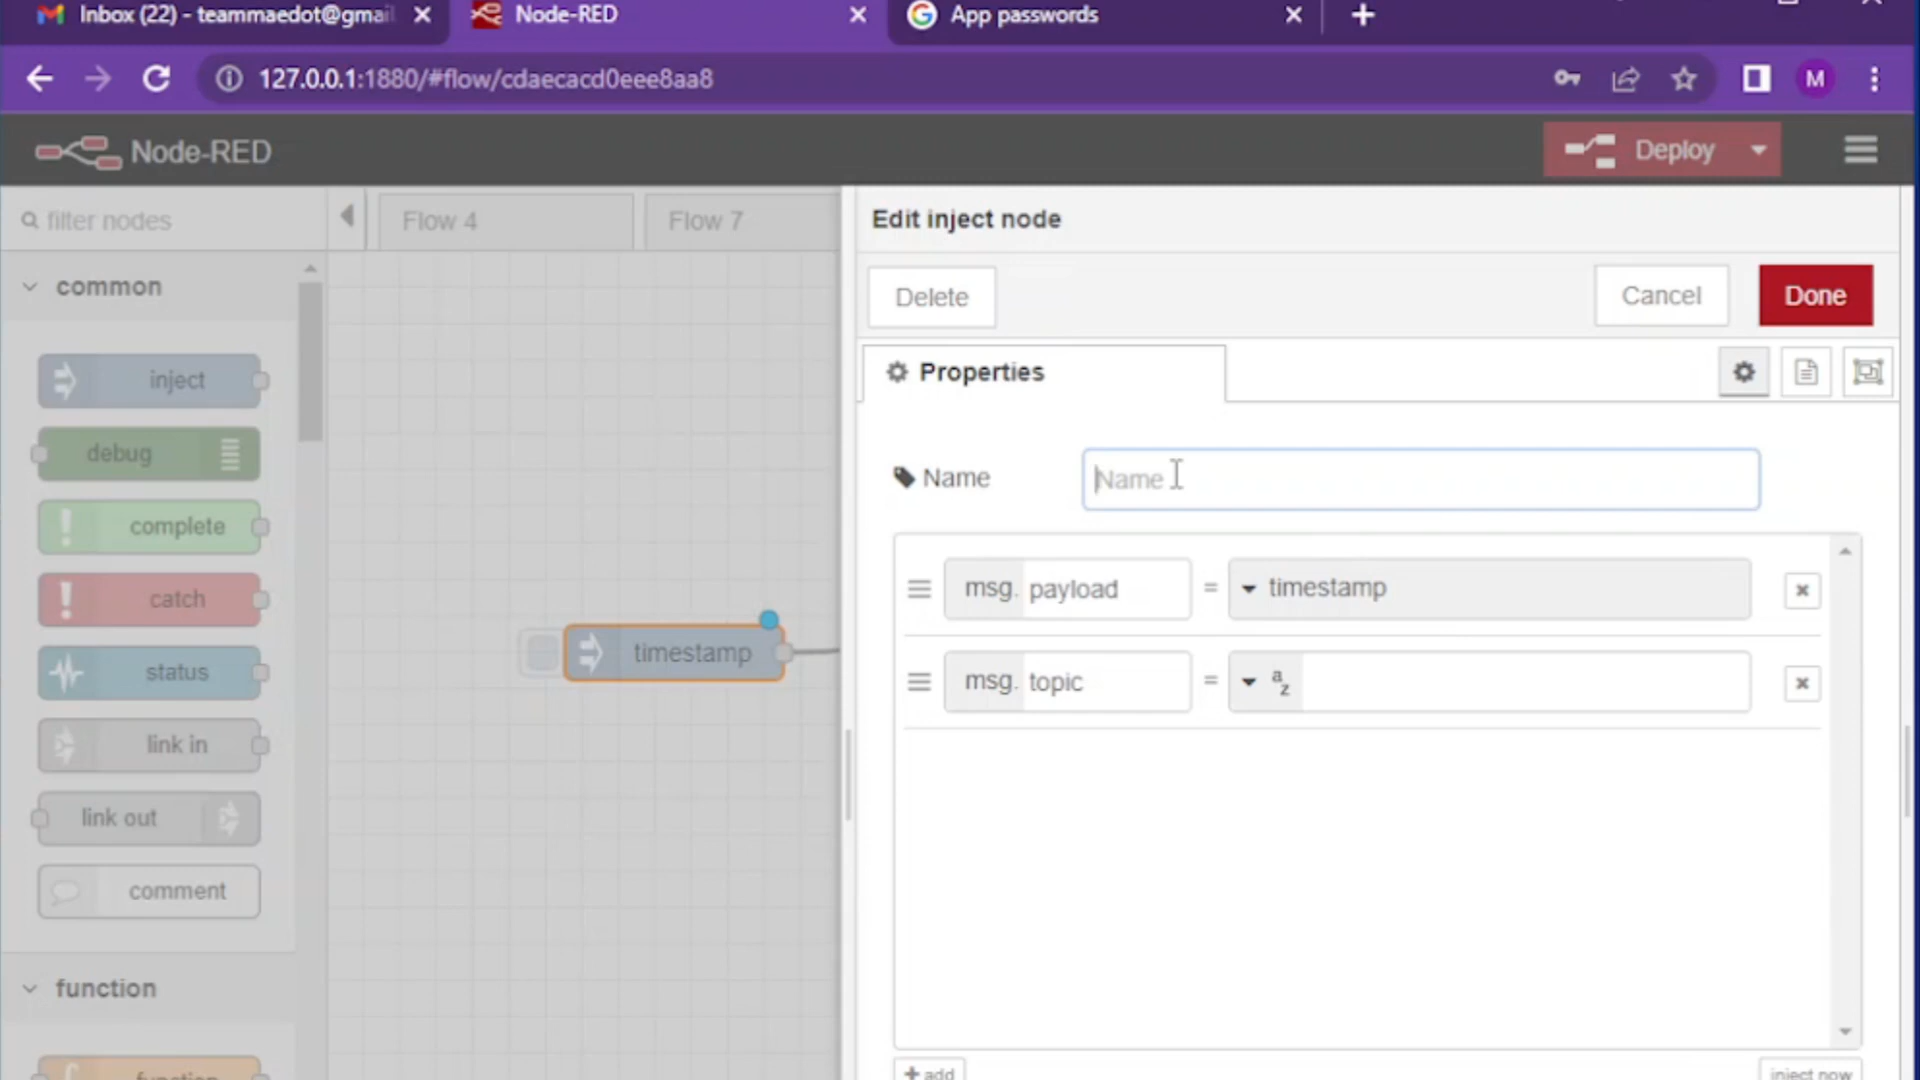 Inbox (22) - teammaedot@gmail
Node-RED
App passwords
127.0.0.1:1880/#flow/cdaecacd0eee8aa8
M
Node-RED
Deploy
filter nodes
Flow 4
Flow 7
Edit inject node
common
Delete
Cancel
Done
inject
Properties
debug
Name
Name
complete
msg. payload = timestamp
catch
timestamp
status
msg. topic = az
link in
link out
comment
function
function
+ add
inject now